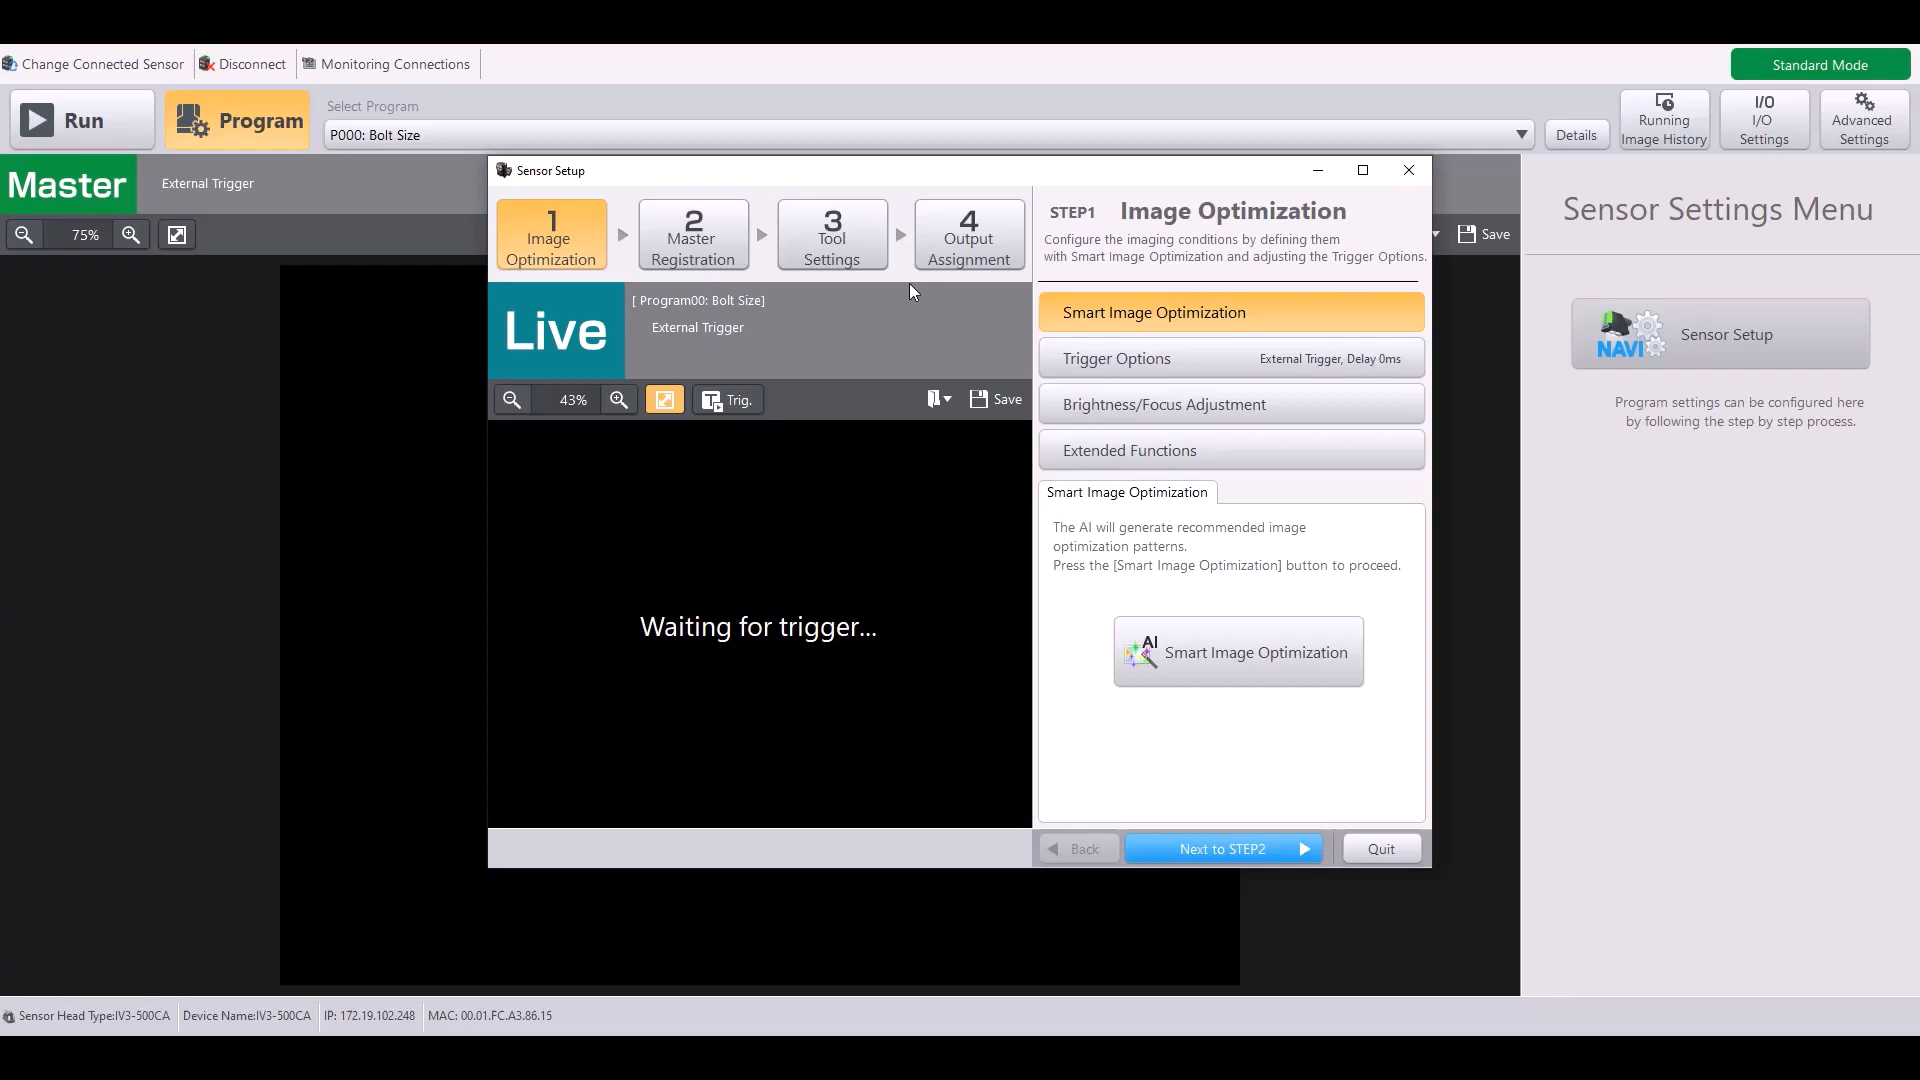 Change Connected Sensor
Disconnect
Monitoring Connections
Standard Mode
Run
Program
Select Program
P000: Bolt Size
Details
Running
Image History
I/O
I/O
Settings
Advanced
Settings
Master
External Trigger
75%
Save
Sensor Setup
1
Image
Optimization
2
Master
Registration
3
Tool
Settings
4
Output
Assignment
STEP1 Image Optimization
Configure the imaging conditions by defining them
with Smart Image Optimization and adjusting the Trigger Options.
Live
[ Program00: Bolt Size]
External Trigger
43%
T
Trig.
Save
Smart Image Optimization
Trigger Options
External Trigger, Delay 0ms
Brightness/Focus Adjustment
Extended Functions
Smart Image Optimization
The AI will generate recommended image
optimization patterns.
Press the [Smart Image Optimization] button to proceed.
AI
Smart Image Optimization
Waiting for trigger...
Back
Next to STEP2
Quit
Sensor Settings Menu
NAVI
Sensor Setup
Program settings can be configured here
by following the step by step process.
Sensor Head Type:IV3-500CA
Device Name:IV3-500CA
IP: 172.19.102.248
MAC: 00.01.FC.A3.86.15